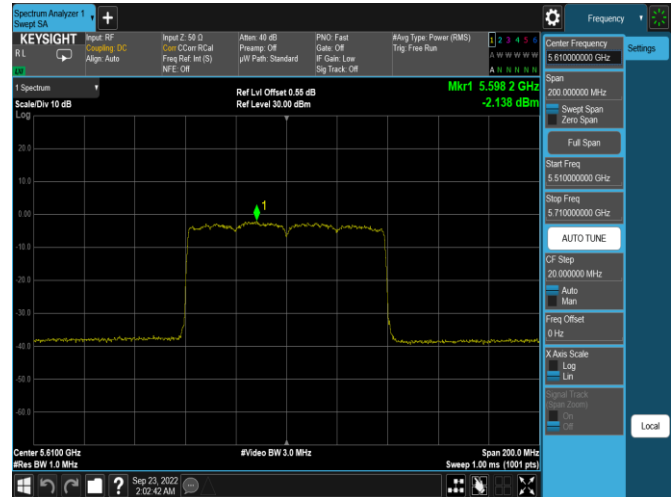 Spectrum Analyzer 1
Swept SA
+
Frequency
KEYSIGHT
RL
Input: RF
Coupling: DC
Align: Auto
Input Z: 50 Ω
Corr CCorr RCal
Freq Ref: Int (S)
NFE: Off
Atten: 40 dB
Preamp: Off
µW Path: Standard
PNO: Fast
Gate: Off
IF Gain: Low
Sig Track: Off
#Avg Type: Power (RMS)
Trig: Free Run
1 2 3 4 5 6
A W W W W W
A N N N N N
1 Spectrum
Scale/Div 10 dB
Log
Ref Lvl Offset 0.55 dB
Ref Level 30.00 dBm
Mkr1 5.598 2 GHz
-2.138 dBm
20.0
10.0
0.00
-10.0
-20.0
-30.0
-40.0
-50.0
-60.0
1
Center 5.6100 GHz
#Res BW 1.0 MHz
#Video BW 3.0 MHz
Span 200.0 MHz
Sweep 1.00 ms (1001 pts)
Center Frequency
5.610000000 GHz
Settings
Span
200.000000 MHz
Swept Span
Zero Span
Full Span
Start Freq
5.510000000 GHz
Stop Freq
5.710000000 GHz
AUTO TUNE
CF Step
20.000000 MHz
Auto
Man
Freq Offset
0 Hz
X Axis Scale
Log
Lin
Signal Track
(Span Zoom)
On
Off
Local
?
Sep 23, 2022
2:02:42 AM